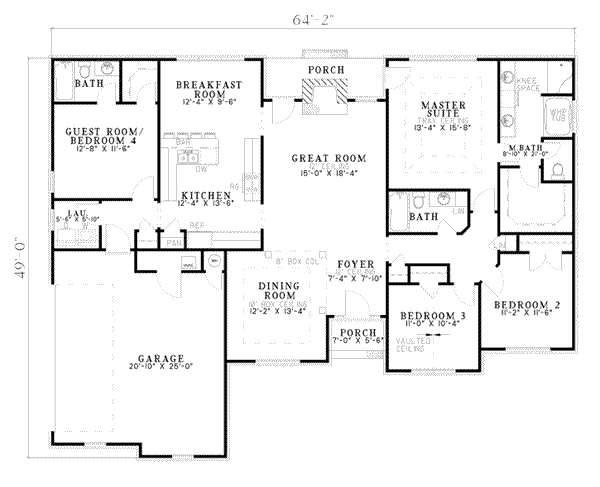 64'-2"
49'-0"
BATH
BREAKFAST
ROOM
12'-4" X 9'-6"
PORCH
MASTER
SUITE
TRAY CEILING
13'-4" X 15'-8"
KNEE
SPACE
WHP
TUB
M.BATH
8'-10" X 21'-0"
GUEST ROOM/
BEDROOM 4
12'-8" X 11'-6"
BAR
DW
KITCHEN
12'-4" X 13'-6"
RG
REF
PAN
GREAT ROOM
12' CEILING
15'-0" X 18'-4"
LAU.
5'-6" X 5'-10"
W
BATH
LIN
LIN
8" BOX COL
FOYER
12' CEILING
7'-4" X 7'-10"
DINING
ROOM
10' BOX CEILING
12'-2" X 13'-4"
PORCH
7'-0" X 5'-6"
BEDROOM 3
11'-0" X 10'-4"
VAULTED
CEILING
BEDROOM 2
11'-2" X 11'-6"
GARAGE
20'-10" X 25'-0"